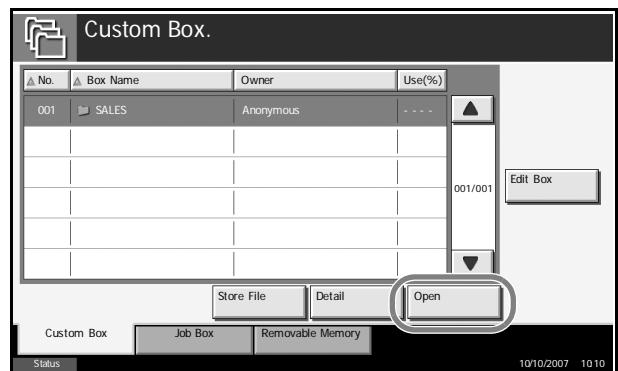 Custom Box.
No. Box Name Owner Use(%)
001 SALES Anonymous - - - -
001/001
Edit Box
Store File Detail Open
Custom Box Job Box Removable Memory
Status 10/10/2007 10:10